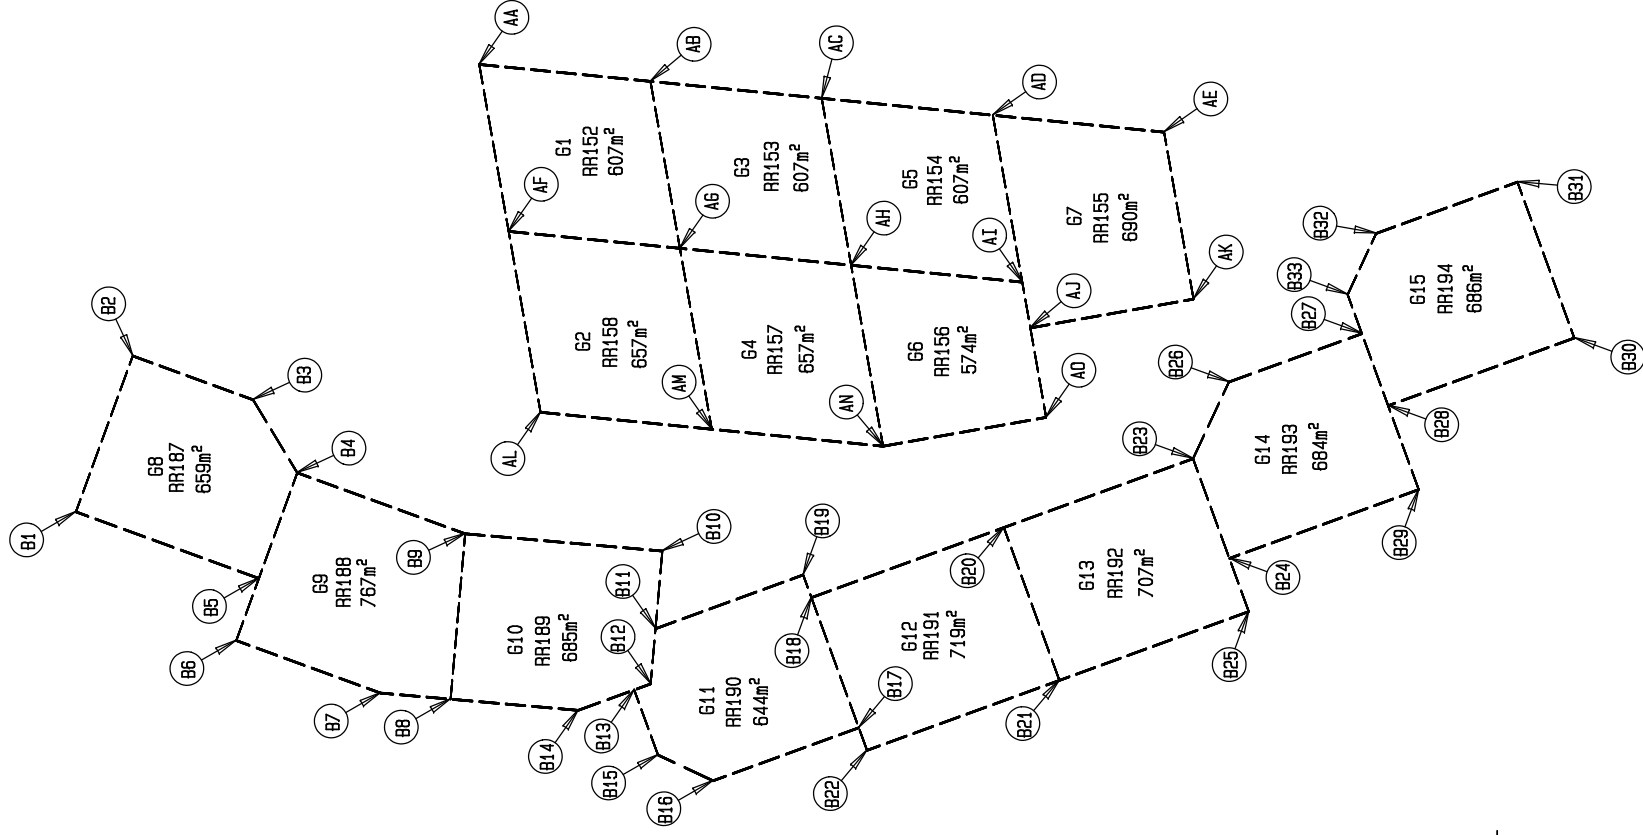 AA
AB
AC
AD
AE
G1
RR152
607m²
G3
RR153
607m²
G5
RR154
607m²
G7
RR155
690m²
AF
AG
AH
AI
AJ
AK
G2
RR158
657m²
G4
RR157
657m²
G6
RR156
574m²
AL
AM
AN
AO
B1
B2
B3
B4
B5
B6
B7
B8
B9
B10
B11
B12
B13
B14
B15
B16
B17
B18
B19
B20
B21
B22
B23
B24
B25
B26
B27
B28
B29
B30
B31
B32
B33
G8
RR187
659m²
G9
RR188
767m²
G10
RR189
685m²
G11
RR190
644m²
G12
RR191
719m²
G13
RR192
707m²
G14
RR193
684m²
G15
RR194
686m²